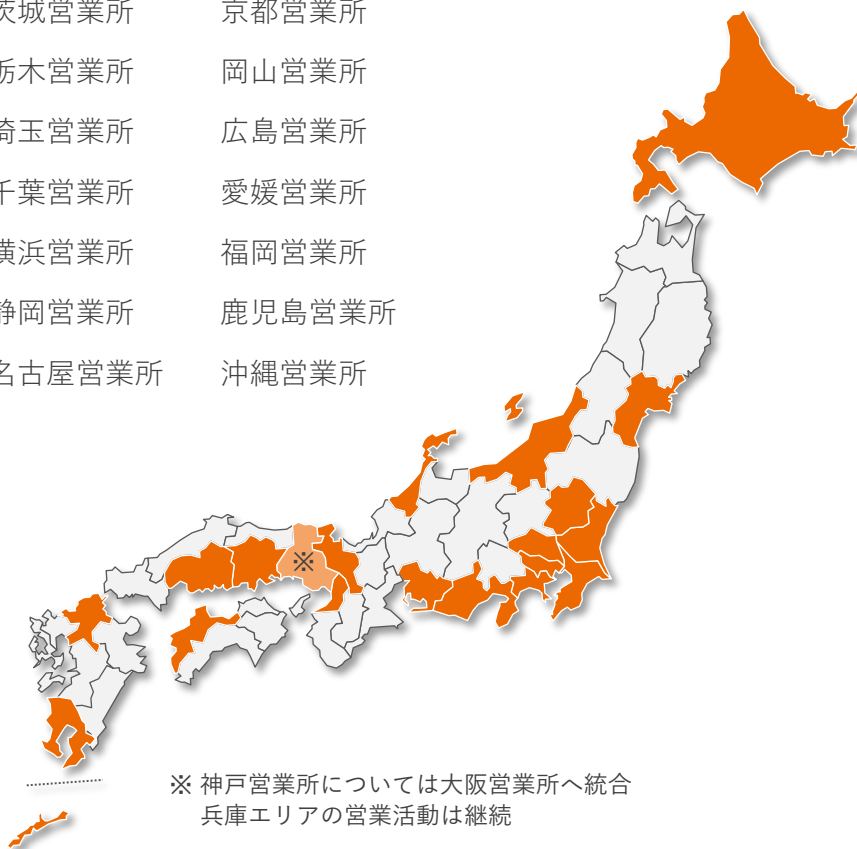 茨城営業所
栃木営業所
埼玉営業所
千葉営業所
横浜営業所
静岡営業所
名古屋営業所
京都営業所
岡山営業所
広島営業所
愛媛営業所
福岡営業所
鹿児島営業所
沖縄営業所
※
※ 神戸営業所については大阪営業所へ統合
兵庫エリアの営業活動は継続